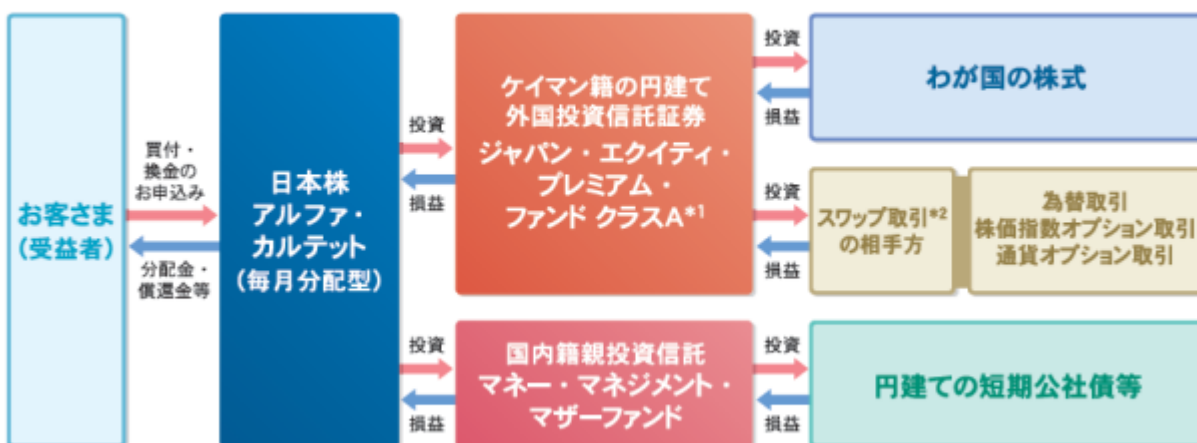 お客さま
(受益者)
買付・
換金の
お申込み
分配金・
償還金等
日本株
アルファ・
カルテット
(毎月分配型)
投資
損益
ケイマン籍の円建て
外国投資信託証券
ジャパン・エクイティ・
プレミアム・
ファンド クラスA*1
投資
損益
わが国の株式
投資
損益
スワップ取引*2
の相手方
為替取引
株価指数オプション取引
通貨オプション取引
投資
損益
国内籍親投資信託
マネー・マネジメント・
マザーファンド
投資
損益
円建ての短期公社債等